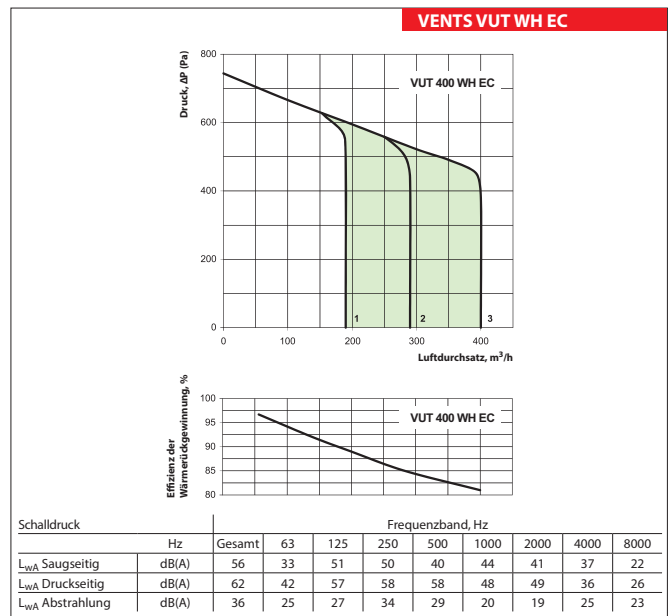 VENTS VUT WH EC
Druck, ΔP (Pa)
VUT 400 WH EC
800
600
400
200
0
1
2
3
0 100 200 300 400
Luftdurchsatz, m³/h
Effizienz der
Wärmerückgewinnung, %
VUT 400 WH EC
100
95
90
85
80
Schalldruck Frequenzband, Hz
Hz Gesamt 63 125 250 500 1000 2000 4000 8000
LwA Saugseitig dB(A) 56 33 51 50 40 44 41 37 22
LwA Druckseitig dB(A) 62 42 57 58 58 48 49 36 26
LwA Abstrahlung dB(A) 36 25 27 34 29 20 19 25 23